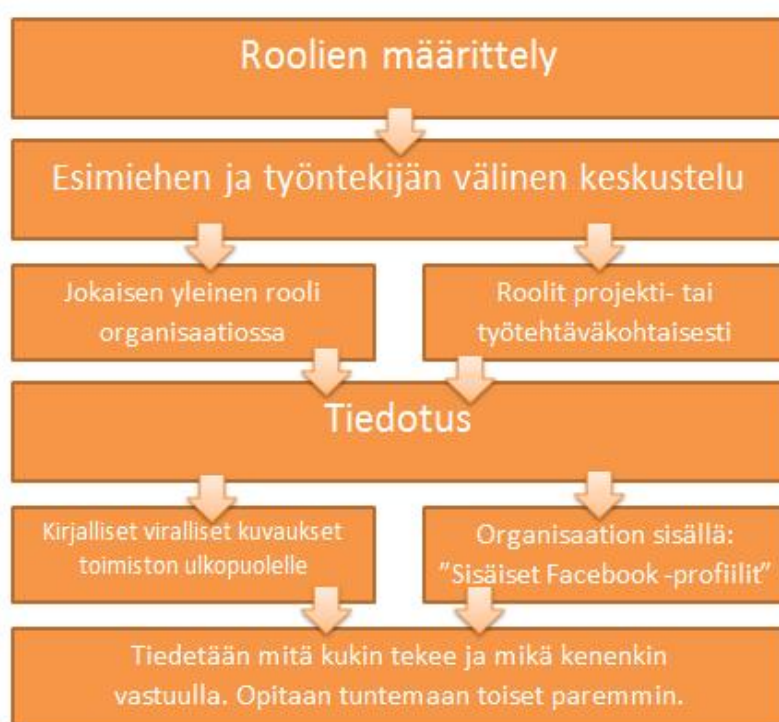 Roolien määrittely
Esimiehen ja työntekijän välinen keskustelu
Jokaisen yleinen rooli
organisaatiossa
Roolit projekti- tai
työtehtäväkohtaisesti
Tiedotus
Kirjalliset viralliset kuvaukset
toimiston ulkopuolelle
Organisaation sisällä:
"Sisäiset Facebook -profiilit"
Tiedetään mitä kukin tekee ja mikä kenenkin
vastuulla. Opitaan tuntemaan toiset paremmin.